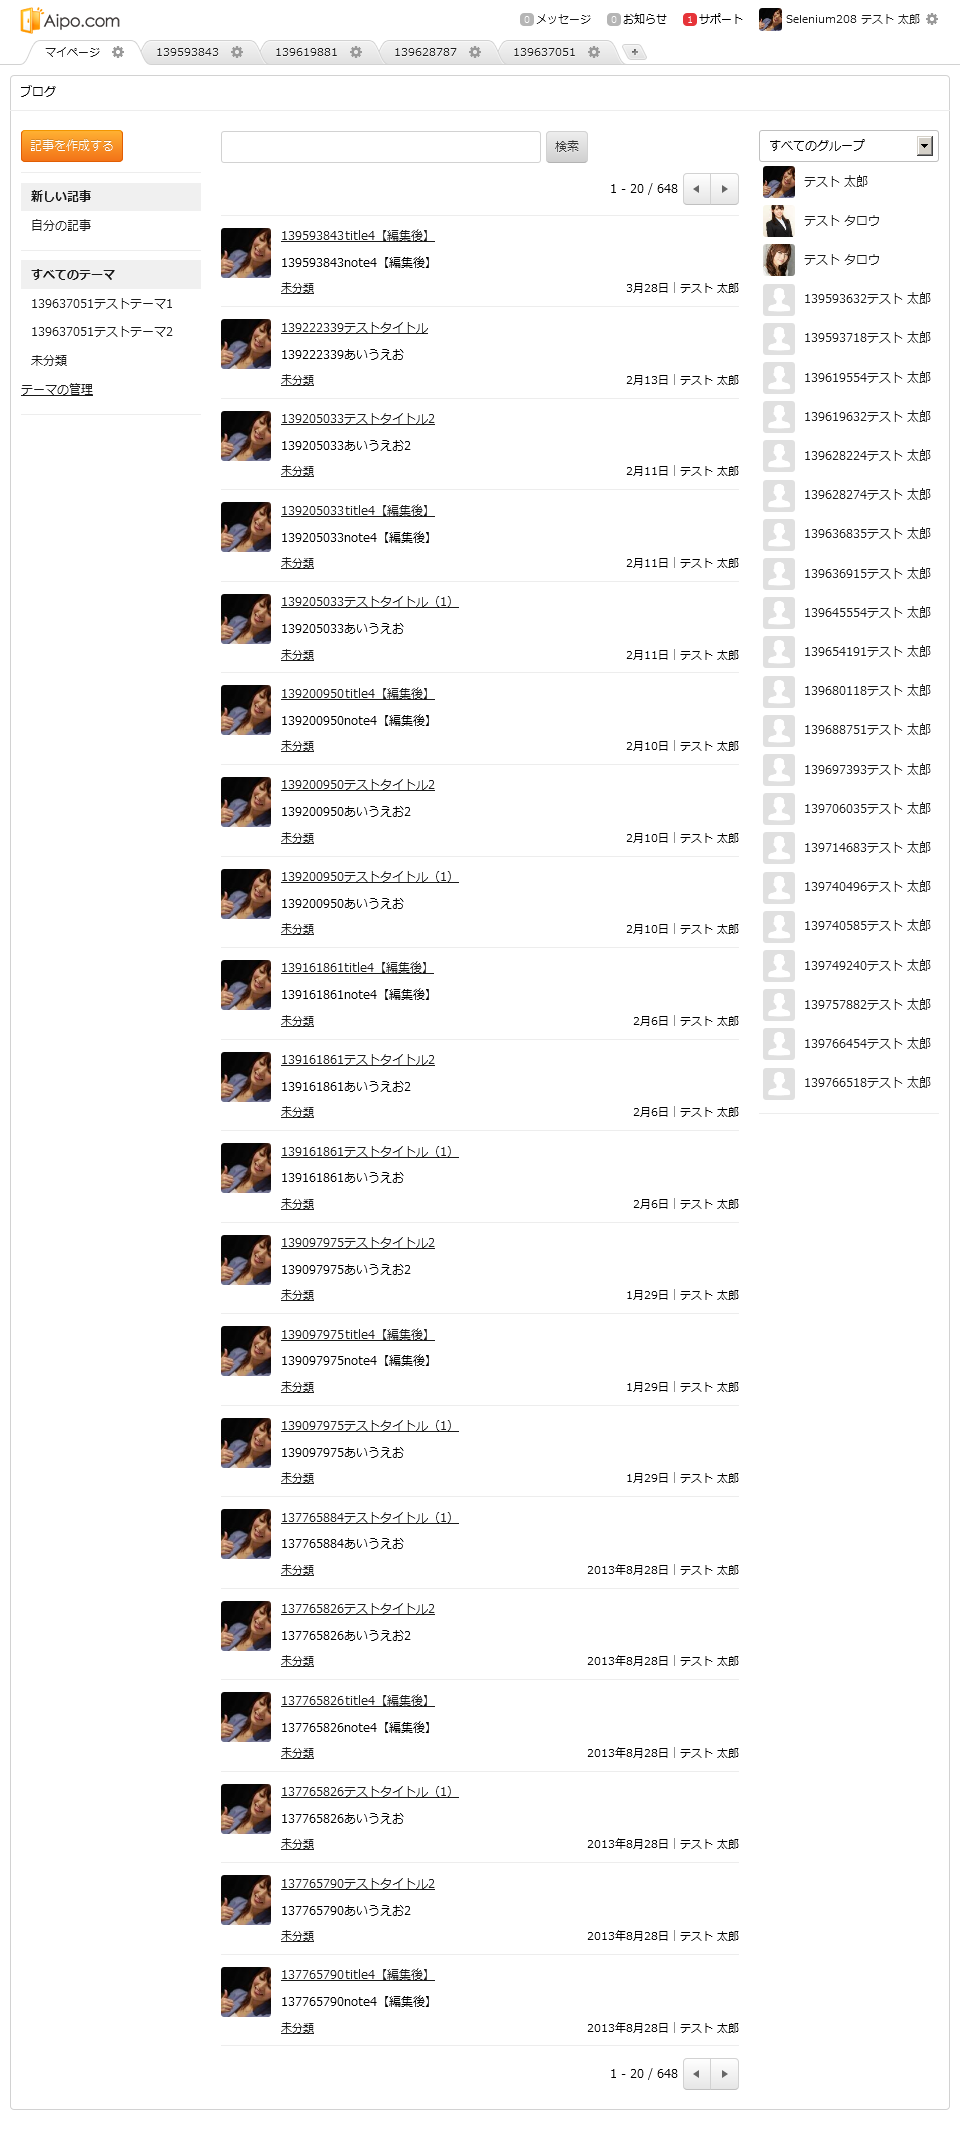 Aipo.com
0 メッセージ 0 お知らせ 1 サポート Selenium208 テスト 太郎
マイページ 139593843 139619881 139628787 139637051 +
ブログ
記事を作成する
新しい記事
自分の記事
すべてのテーマ
139637051テストテーマ1
139637051テストテーマ2
未分類
テーマの管理
検索
1 - 20 / 648
139593843title4【編集後】
139593843note4【編集後】
未分類 3月28日｜テスト 太郎
139222339テストタイトル
139222339あいうえお
未分類 2月13日｜テスト 太郎
139205033テストタイトル2
139205033あいうえお2
未分類 2月11日｜テスト 太郎
139205033title4【編集後】
139205033note4【編集後】
未分類 2月11日｜テスト 太郎
139205033テストタイトル（1）
139205033あいうえお
未分類 2月11日｜テスト 太郎
139200950title4【編集後】
139200950note4【編集後】
未分類 2月10日｜テスト 太郎
139200950テストタイトル2
139200950あいうえお2
未分類 2月10日｜テスト 太郎
139200950テストタイトル（1）
139200950あいうえお
未分類 2月10日｜テスト 太郎
139161861title4【編集後】
139161861note4【編集後】
未分類 2月6日｜テスト 太郎
139161861テストタイトル2
139161861あいうえお2
未分類 2月6日｜テスト 太郎
139161861テストタイトル（1）
139161861あいうえお
未分類 2月6日｜テスト 太郎
139097975テストタイトル2
139097975あいうえお2
未分類 1月29日｜テスト 太郎
139097975title4【編集後】
139097975note4【編集後】
未分類 1月29日｜テスト 太郎
139097975テストタイトル（1）
139097975あいうえお
未分類 1月29日｜テスト 太郎
137765884テストタイトル（1）
137765884あいうえお
未分類 2013年8月28日｜テスト 太郎
137765826テストタイトル2
137765826あいうえお2
未分類 2013年8月28日｜テスト 太郎
137765826title4【編集後】
137765826note4【編集後】
未分類 2013年8月28日｜テスト 太郎
137765826テストタイトル（1）
137765826あいうえお
未分類 2013年8月28日｜テスト 太郎
137765790テストタイトル2
137765790あいうえお2
未分類 2013年8月28日｜テスト 太郎
137765790title4【編集後】
137765790note4【編集後】
未分類 2013年8月28日｜テスト 太郎
1 - 20 / 648
すべてのグループ
テスト 太郎
テスト タロウ
テスト タロウ
139593632テスト 太郎
139593718テスト 太郎
139619554テスト 太郎
139619632テスト 太郎
139628224テスト 太郎
139628274テスト 太郎
139636835テスト 太郎
139636915テスト 太郎
139645554テスト 太郎
139654191テスト 太郎
139680118テスト 太郎
139688751テスト 太郎
139697393テスト 太郎
139706035テスト 太郎
139714683テスト 太郎
139740496テスト 太郎
139740585テスト 太郎
139749240テスト 太郎
139757882テスト 太郎
139766454テスト 太郎
139766518テスト 太郎